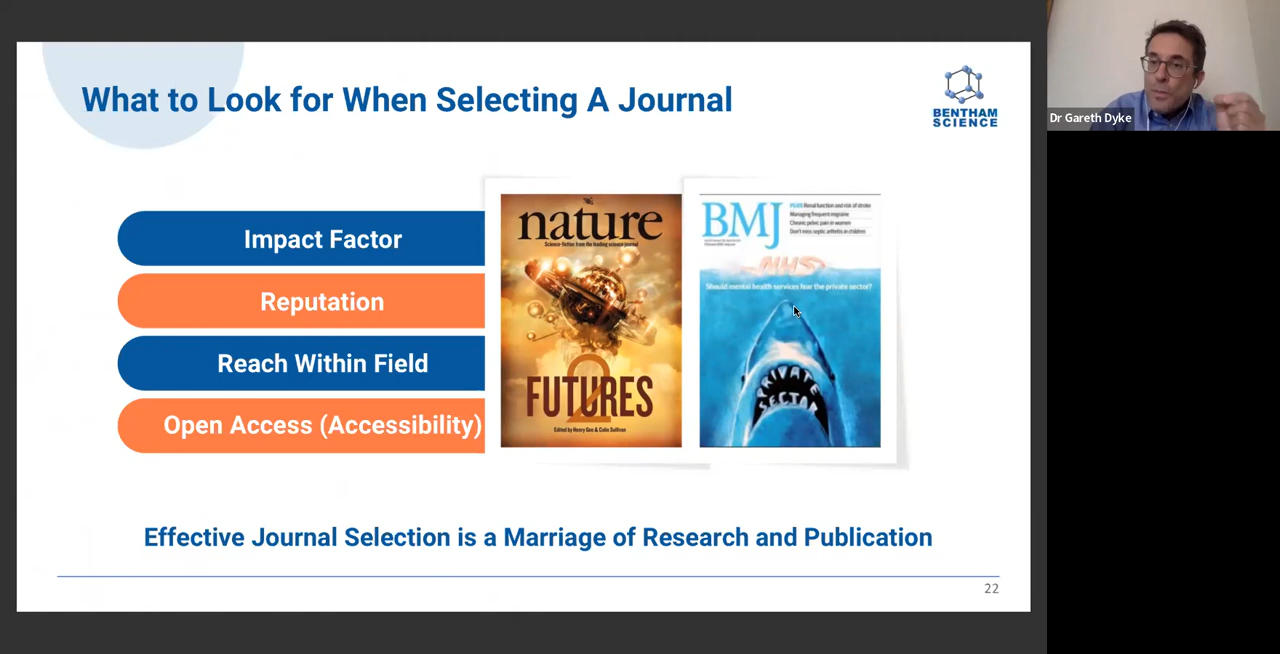 What to Look for When Selecting A Journal
BENTHAM
SCIENCE
Dr Gareth Dyke
Impact Factor
Reputation
Reach Within Field
Open Access (Accessibility)
nature
Science-fiction from the leading science journal
2
FUTURES
Edited by Henry Gee & Colin Sullivan
BMJ
PLUS Renal function and risk of stroke
Managing frequent migraine
Chronic pelvic pain in women
Don't miss septic arthritis in children
NHS
Should mental health services fear the private sector?
PRIVATE
SECTOR
Effective Journal Selection is a Marriage of Research and Publication
22